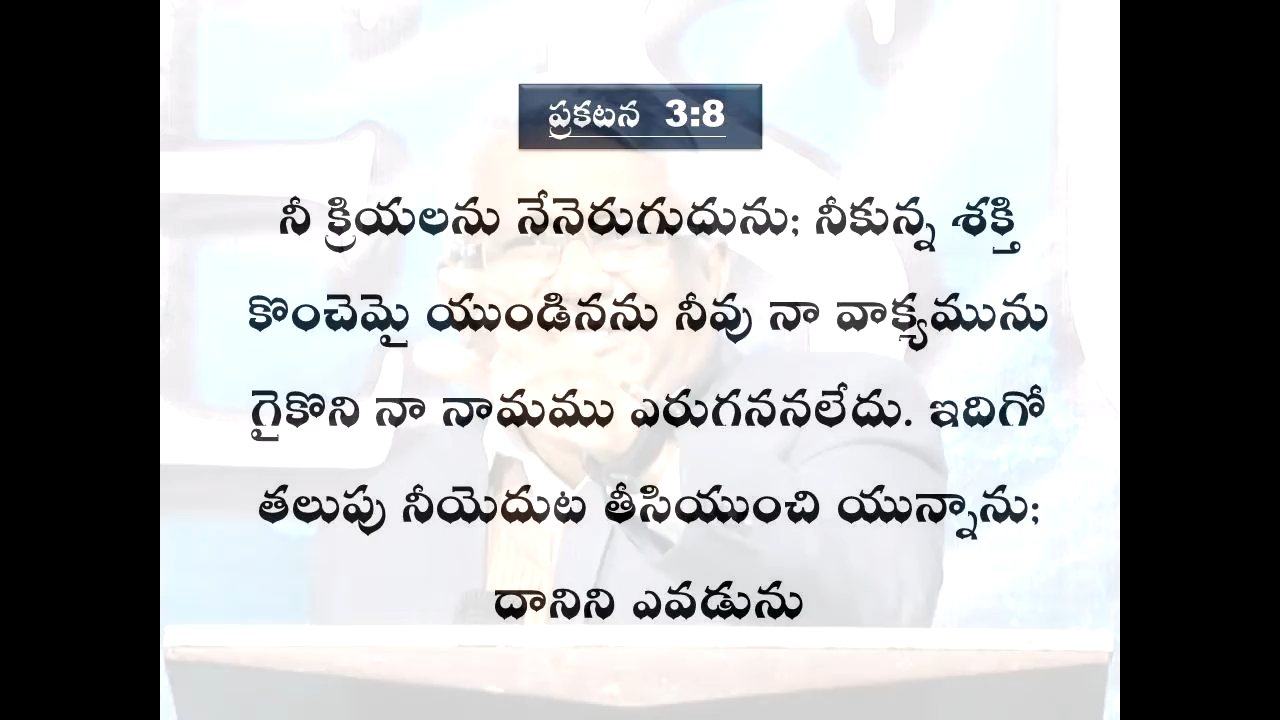 ప్రకటన 3:8
నీ క్రియలను నేనెరుగుదును; నీకున్న శక్తి
కొంచెమై యుండినను నీవు నా వాక్యమును
గైకొని నా నామము ఎరుగననలేదు. ఇదిగో
తలుపు నీయెదుట తీసియుంచి యున్నాను;
దానిని ఎవడును